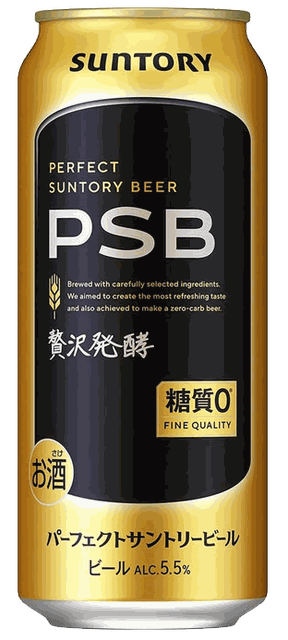 SUNTORY
PERFECT
SUNTORY BEER
PSB
Brewed with carefully selected ingredients.
We aimed to create the most refreshing taste
and also achieved to make a zero-carb beer.
贅沢発酵
糖質0*
FINE QUALITY
さけ
お酒
パーフェクトサントリービール
ビール ALC.5.5%